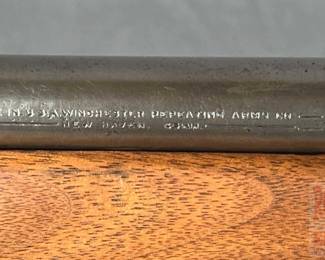 WINCHESTER REPEATING ARMS CO.
NEW HAVEN. CONN.